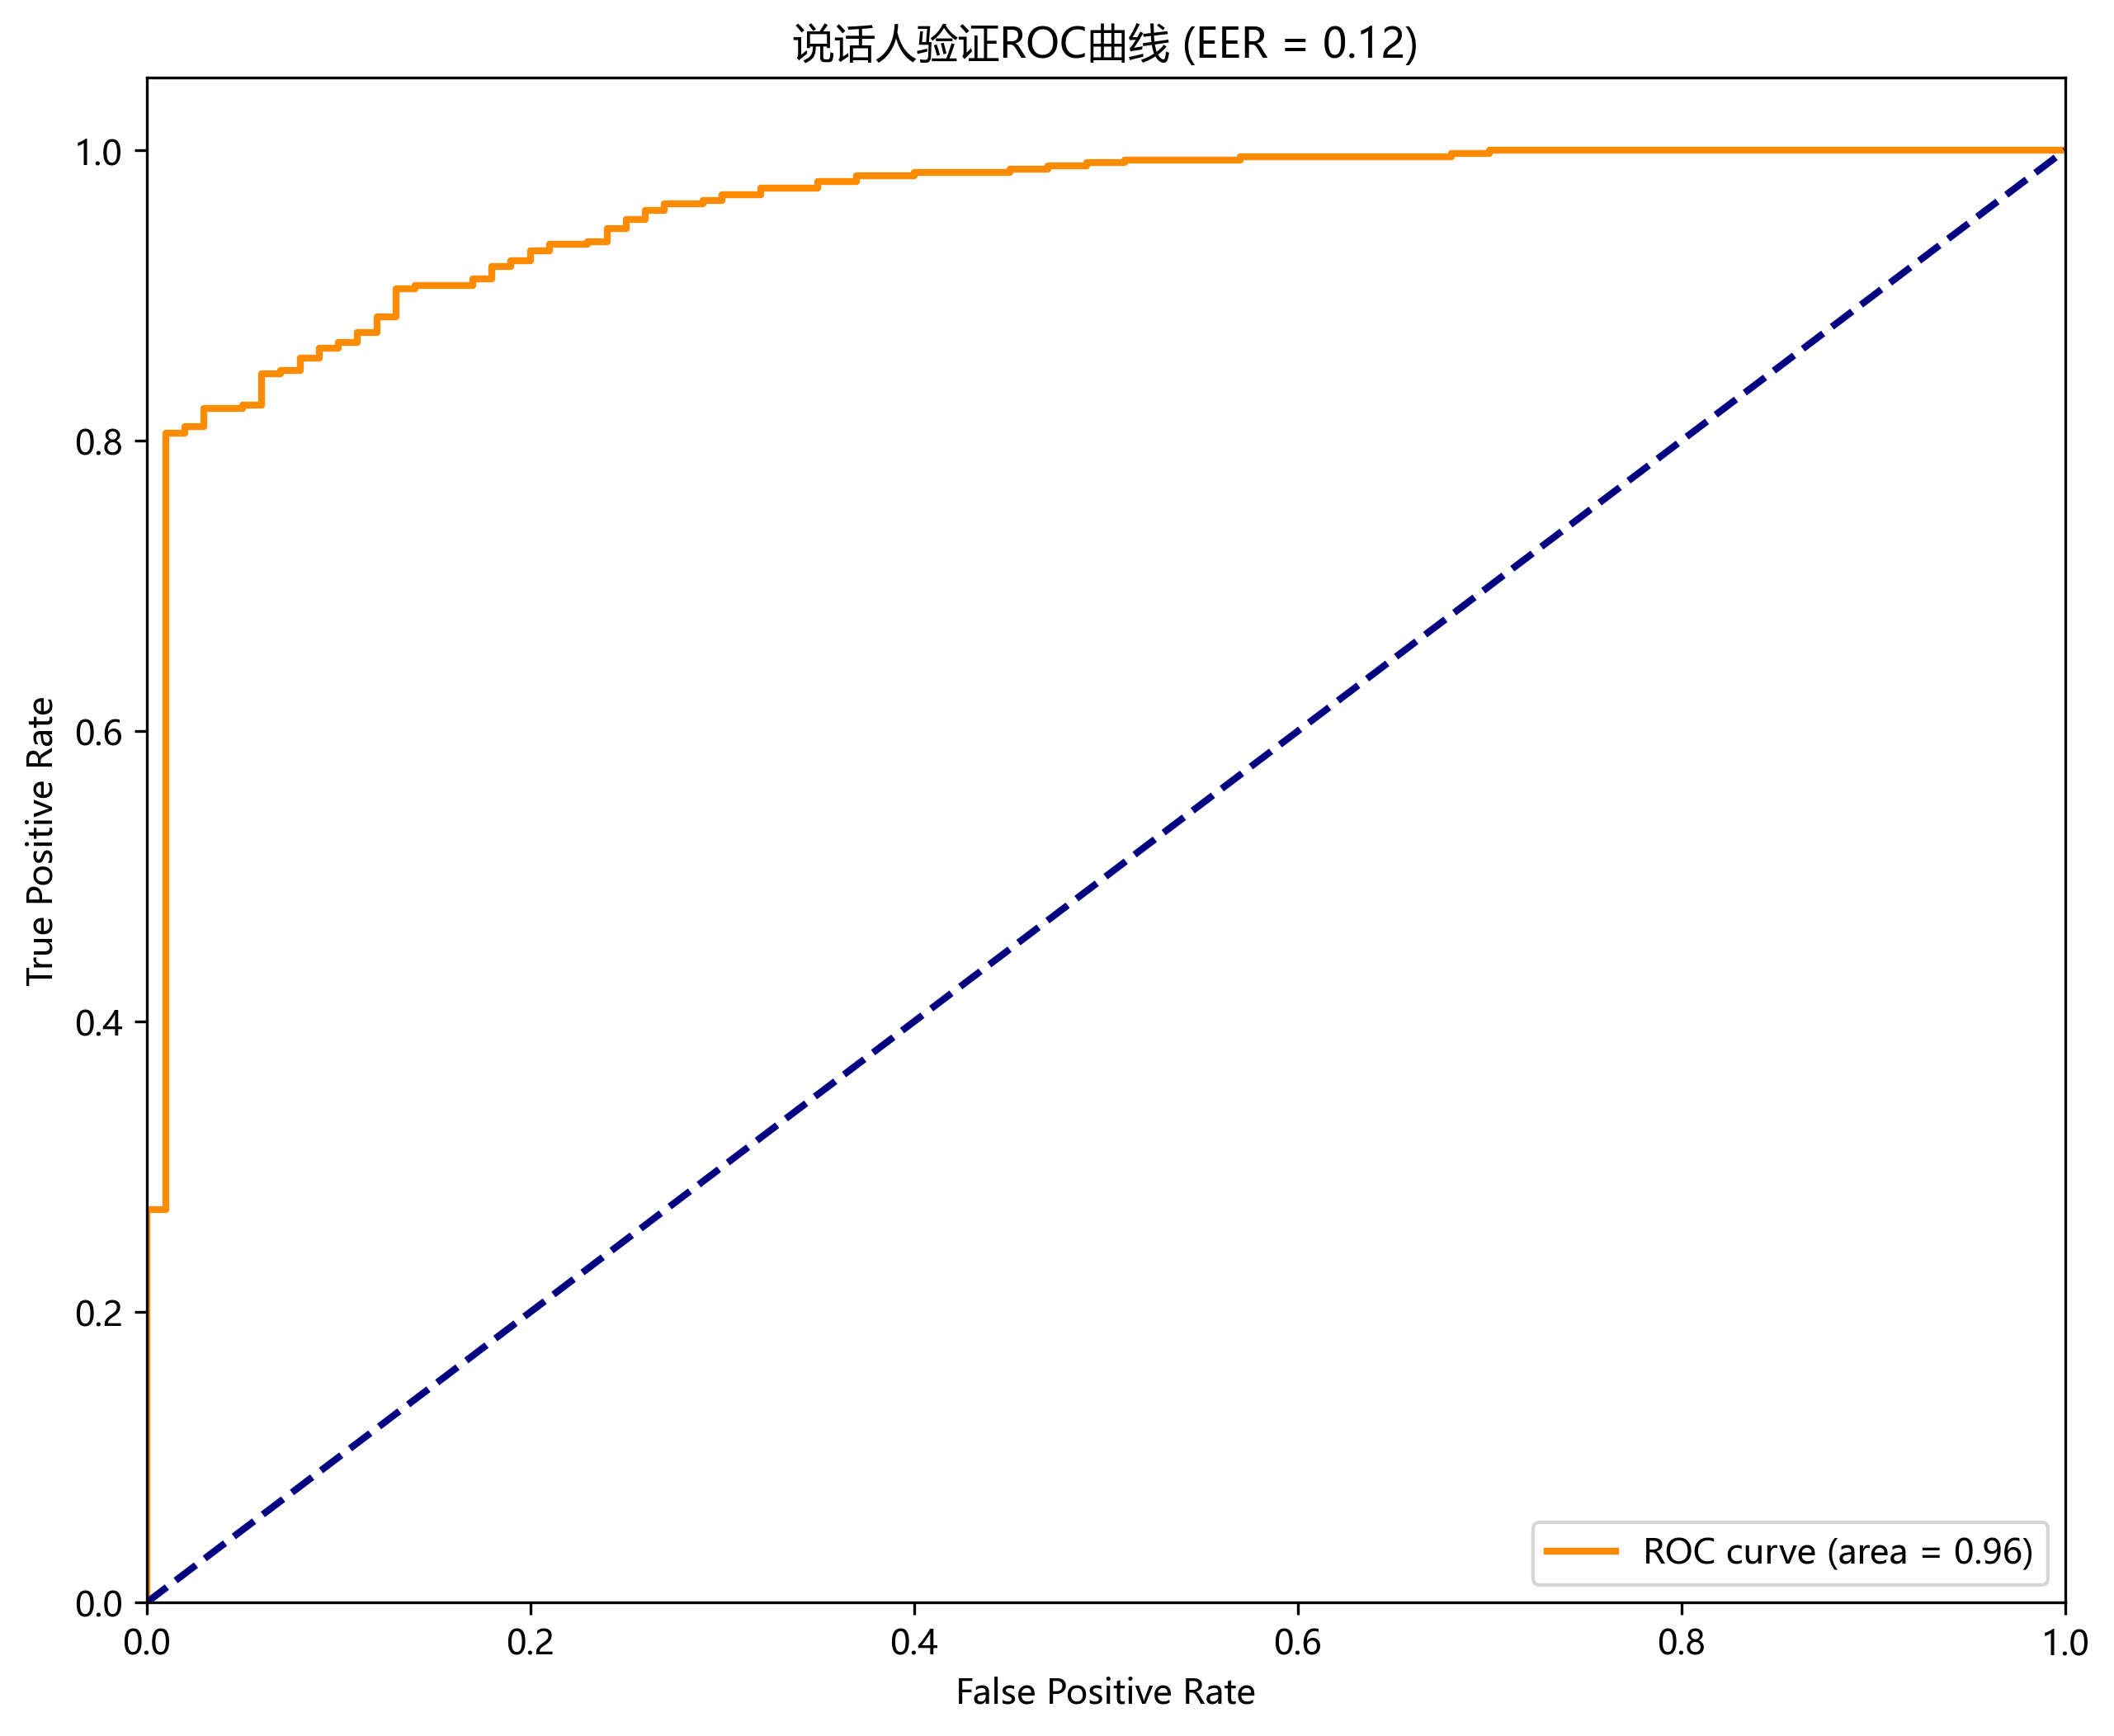 说话人验证ROC曲线 (EER = 0.12)
True Positive Rate
1.0
0.8
0.6
0.4
0.2
0.0
0.0 0.2 0.4 0.6 0.8 1.0
False Positive Rate
ROC curve (area = 0.96)